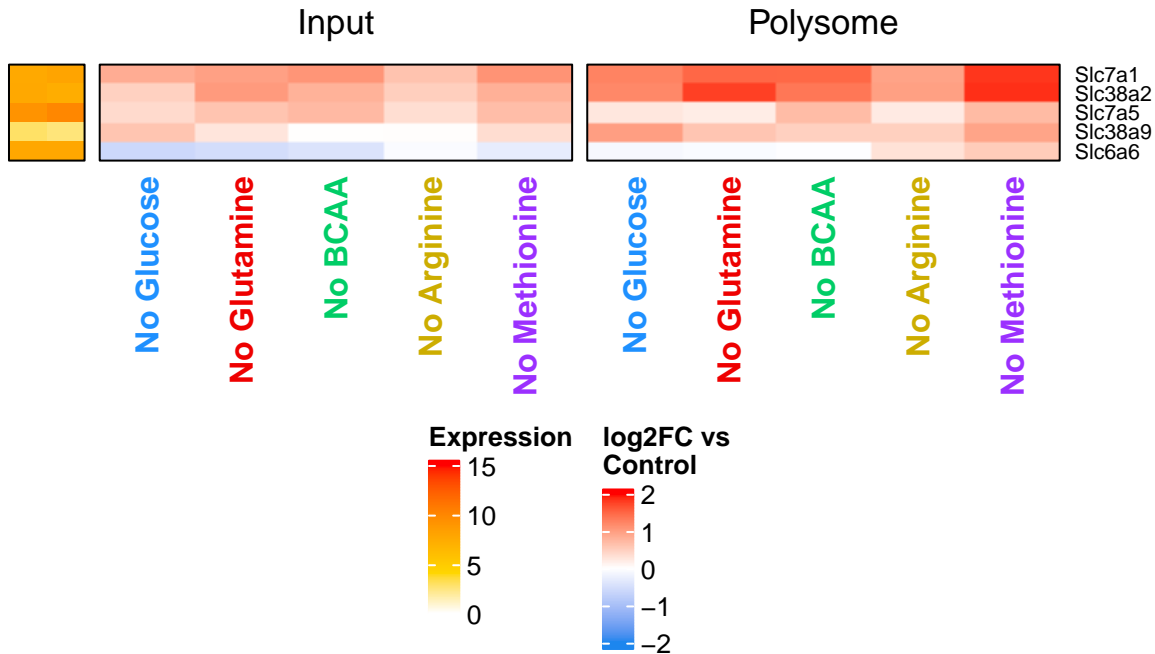 Input
Polysome
Slc7a1
Slc38a2
Slc7a5
Slc38a9
Slc6a6
No Glucose
No Glutamine
No BCAA
No Arginine
No Methionine
No Glucose
No Glutamine
No BCAA
No Arginine
No Methionine
Expression
15
10
5
0
log2FC vs
Control
2
1
0
−1
−2